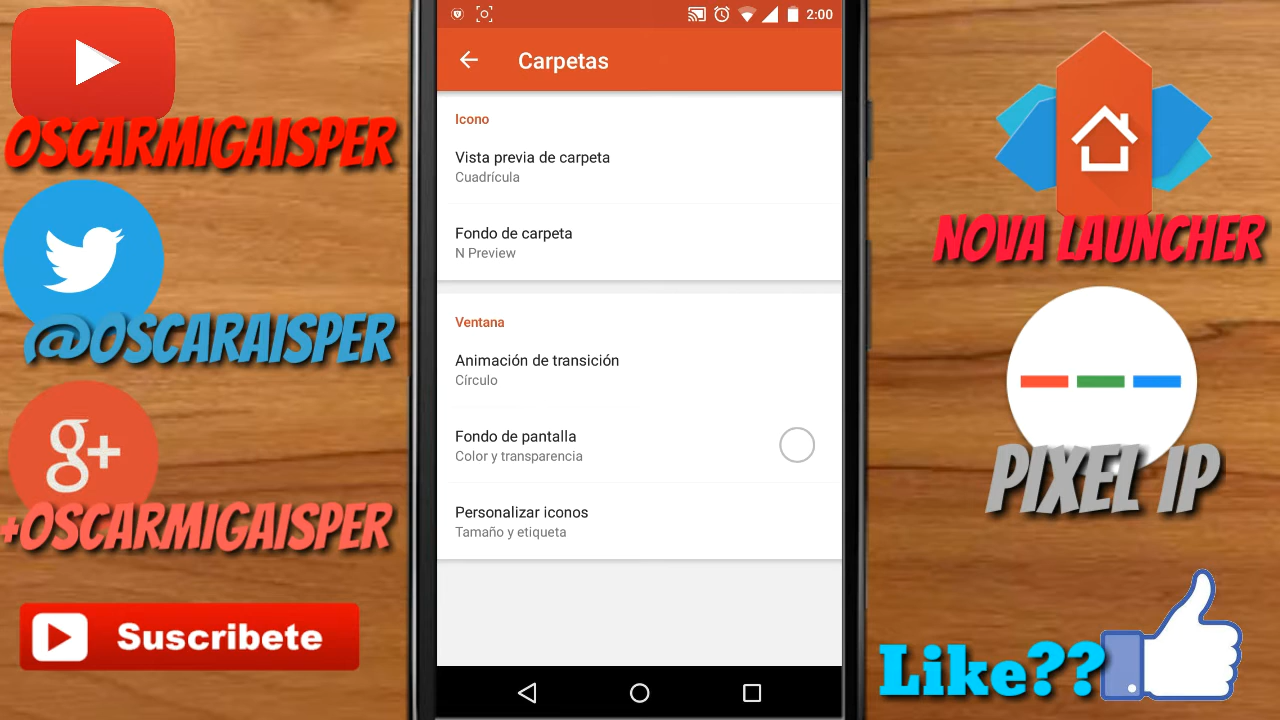 2:00
Carpetas
Icono
Vista previa de carpeta
Cuadrícula
Fondo de carpeta
N Preview
Ventana
Animación de transición
Círculo
Fondo de pantalla
Color y transparencia
Personalizar iconos
Tamaño y etiqueta
OSCARMIGAISPER
@OSCARAISPER
g+
+OSCARMIGAISPER
Suscribete
NOVA LAUNCHER
PIXEL IP
Like??